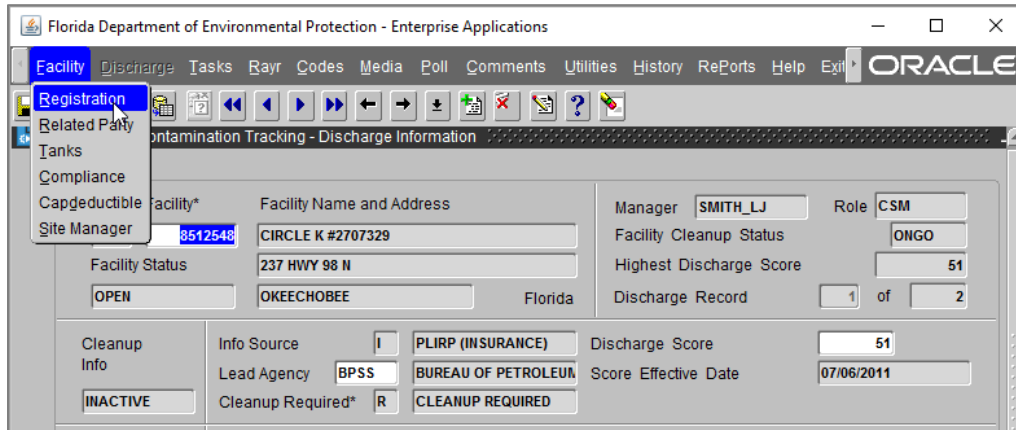 Florida Department of Environmental Protection - Enterprise Applications
Facility Discharge Tasks Rayr Codes Media Poll Comments Utilities History RePorts Help Exit ORACLE
Registration
Related Party
Tanks
Compliance
Capdeductible
Site Manager
ontamination Tracking - Discharge Information
Facility* Facility Name and Address Manager SMITH_LJ Role CSM
8512548 CIRCLE K #2707329 Facility Cleanup Status ONGO
Facility Status 237 HWY 98 N Highest Discharge Score 51
OPEN OKEECHOBEE Florida Discharge Record 1 of 2
Cleanup Info Source I PLIRP (INSURANCE) Discharge Score 51
Info
Lead Agency BPSS BUREAU OF PETROLEUM Score Effective Date 07/06/2011
INACTIVE Cleanup Required* R CLEANUP REQUIRED